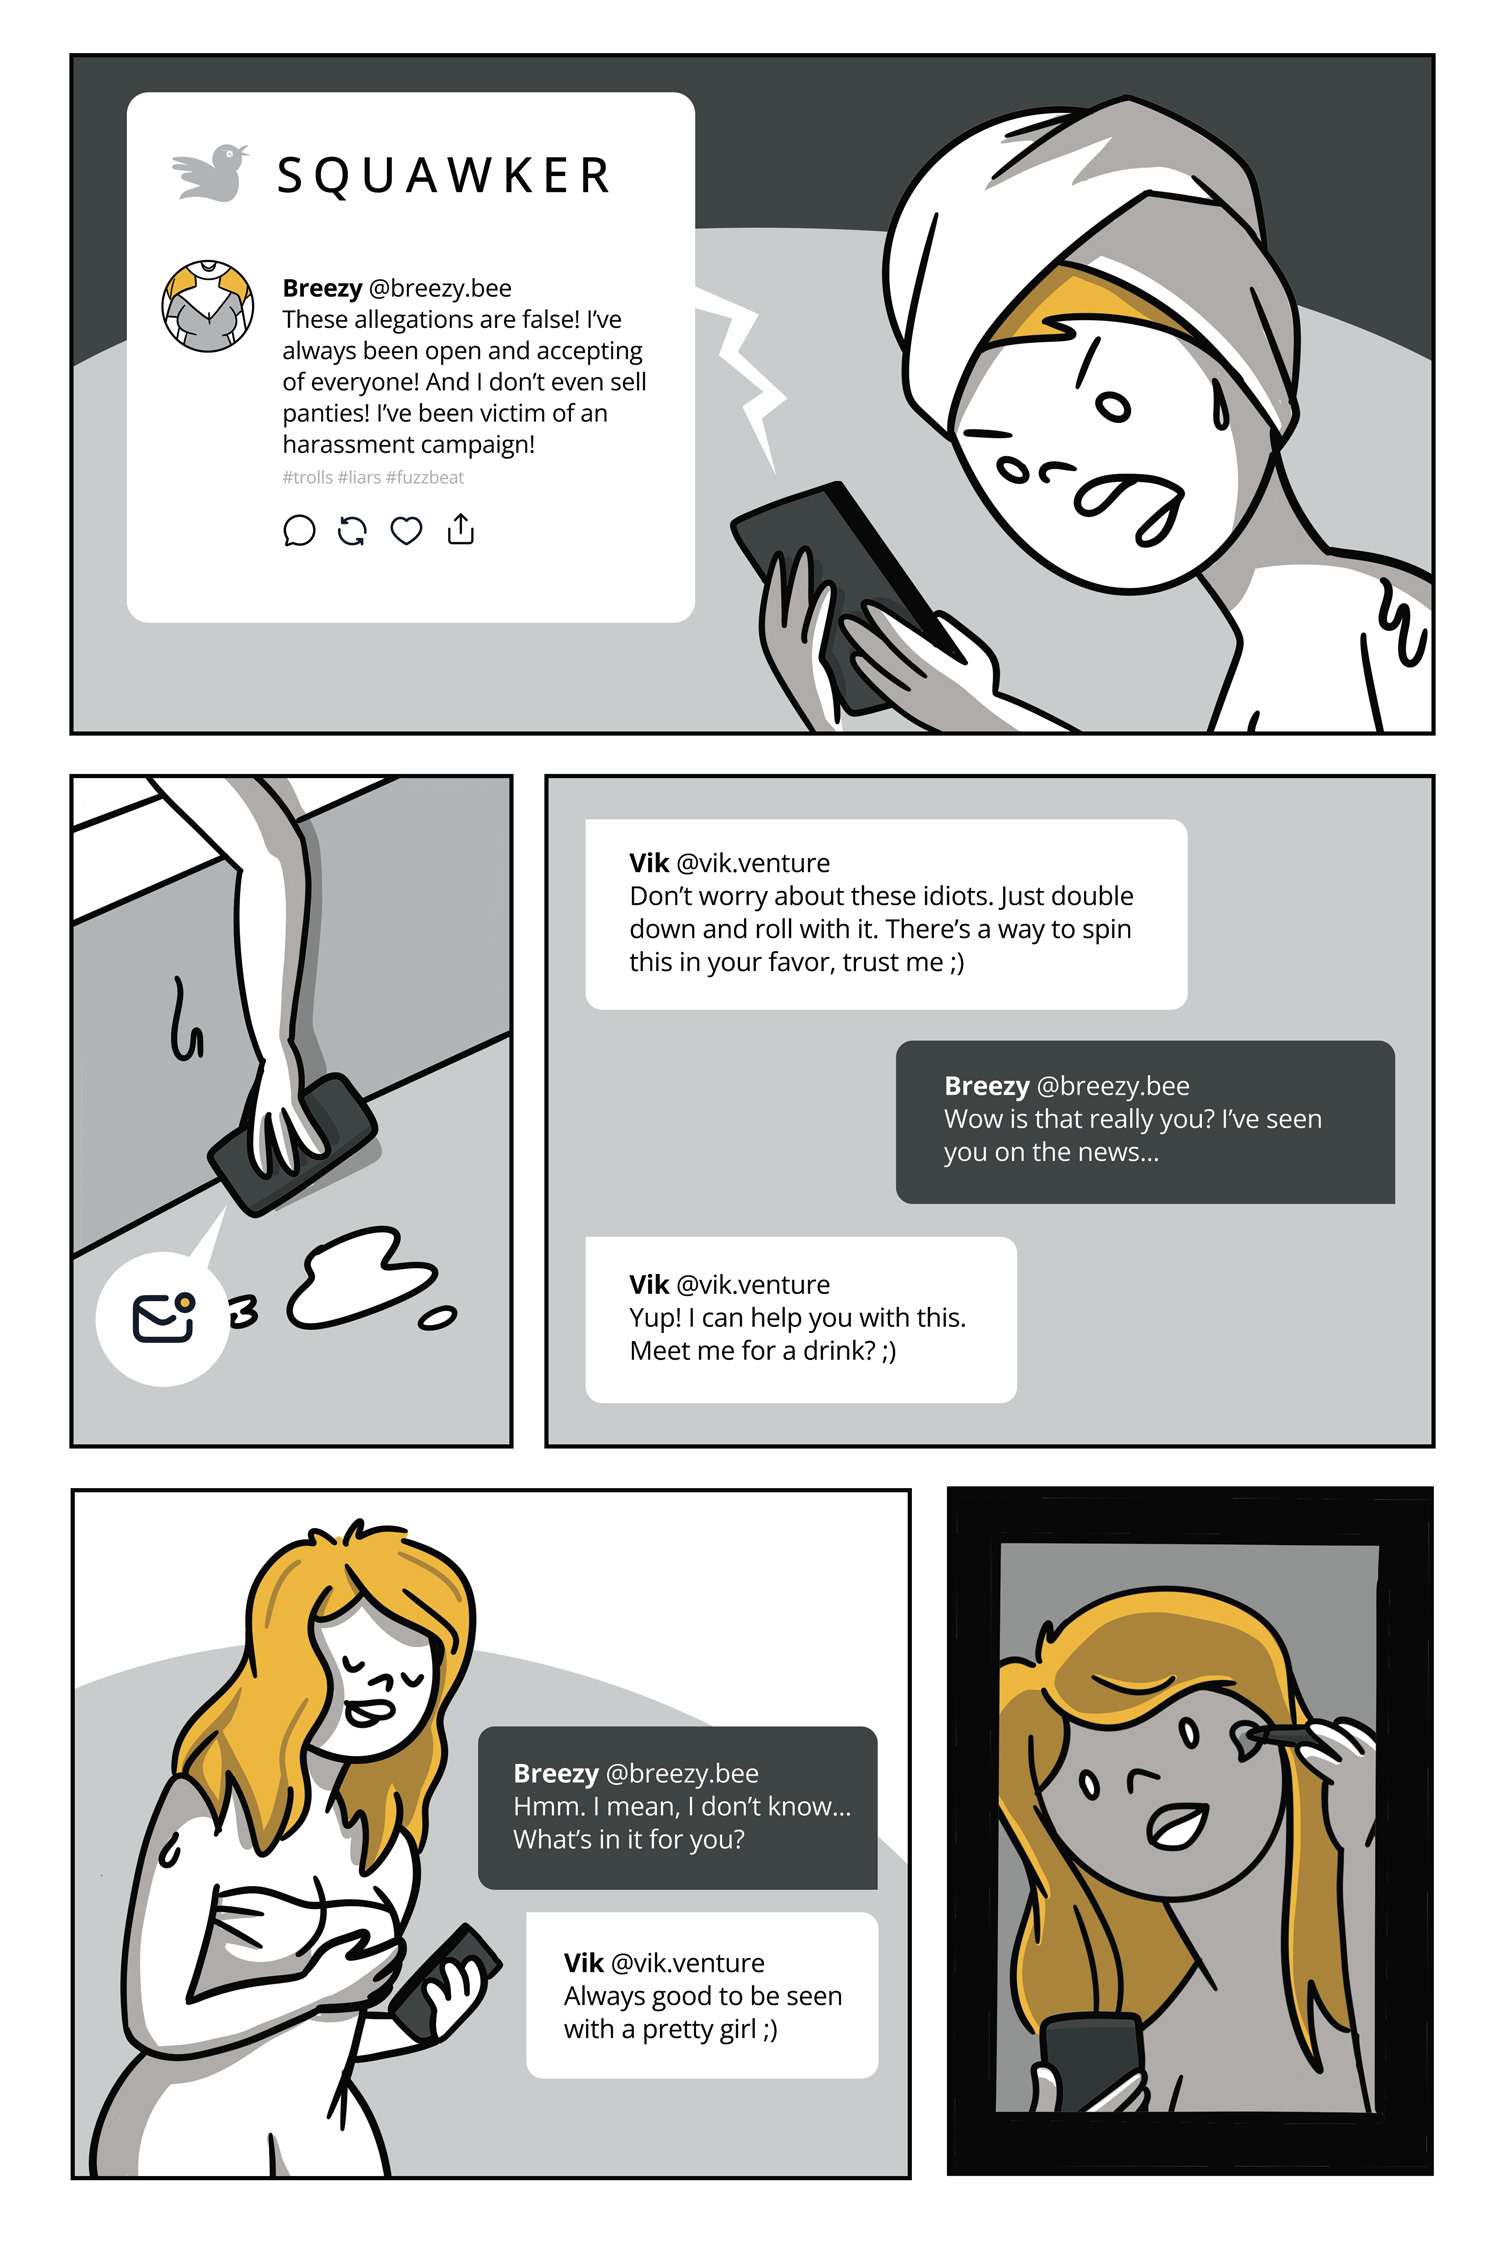 SQUAWKER
Breezy @breezy.bee
These allegations are false! I’ve
always been open and accepting
of everyone! And I don’t even sell
panties! I’ve been victim of an
harassment campaign!
#trolls #liars #fuzzbeat
Vik @vik.venture
Don’t worry about these idiots. Just double
down and roll with it. There’s a way to spin
this in your favor, trust me ;)
Breezy @breezy.bee
Wow is that really you? I’ve seen
you on the news...
Vik @vik.venture
Yup! I can help you with this.
Meet me for a drink? ;)
Breezy @breezy.bee
Hmm. I mean, I don’t know...
What’s in it for you?
Vik @vik.venture
Always good to be seen
with a pretty girl ;)